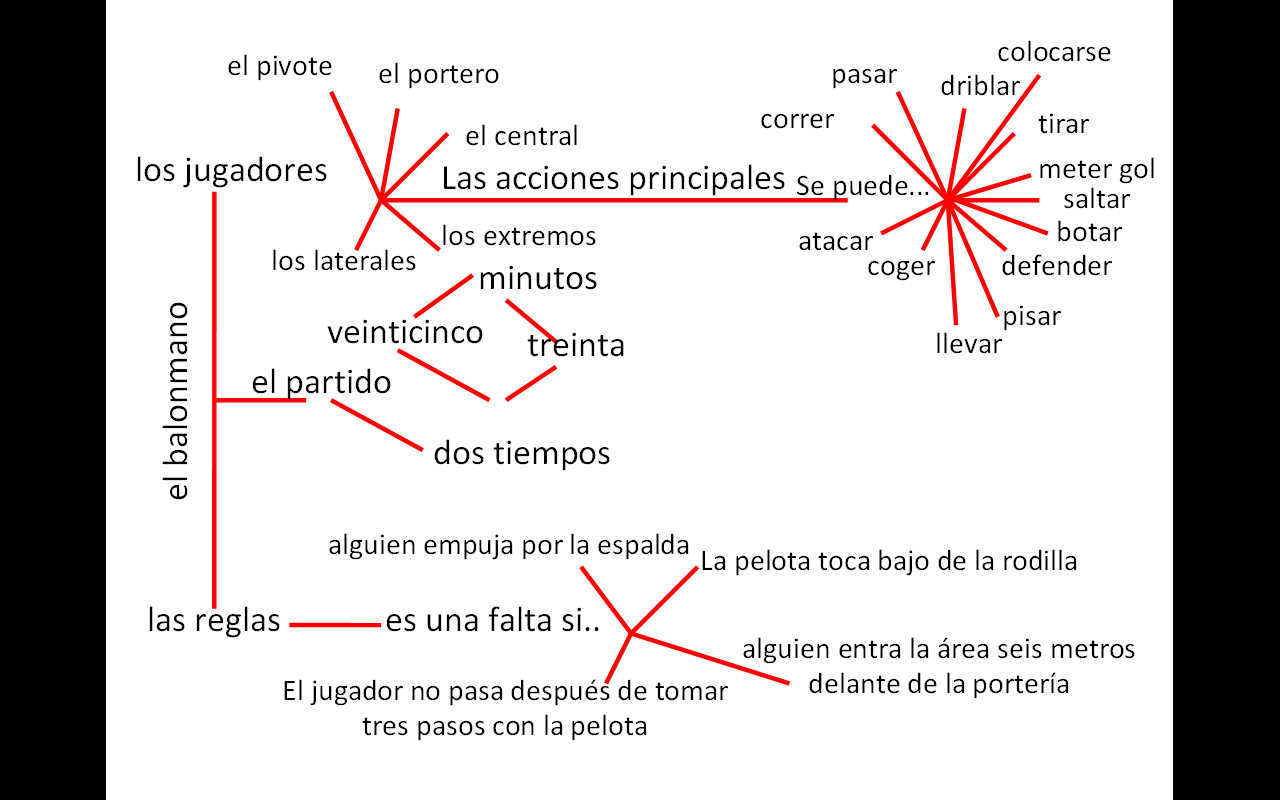 colocarse
el pivote
el portero
pasar
driblar
correr
tirar
el central
los jugadores
Las acciones principales
Se puede...
meter gol
saltar
los extremos
botar
atacar
los laterales
coger
defender
minutos
veinticinco
pisar
treinta
llevar
el balonmano
el partido
dos tiempos
alguien empuja por la espalda
La pelota toca bajo de la rodilla
las reglas
es una falta si..
alguien entra la área seis metros
delante de la portería
El jugador no pasa después de tomar
tres pasos con la pelota